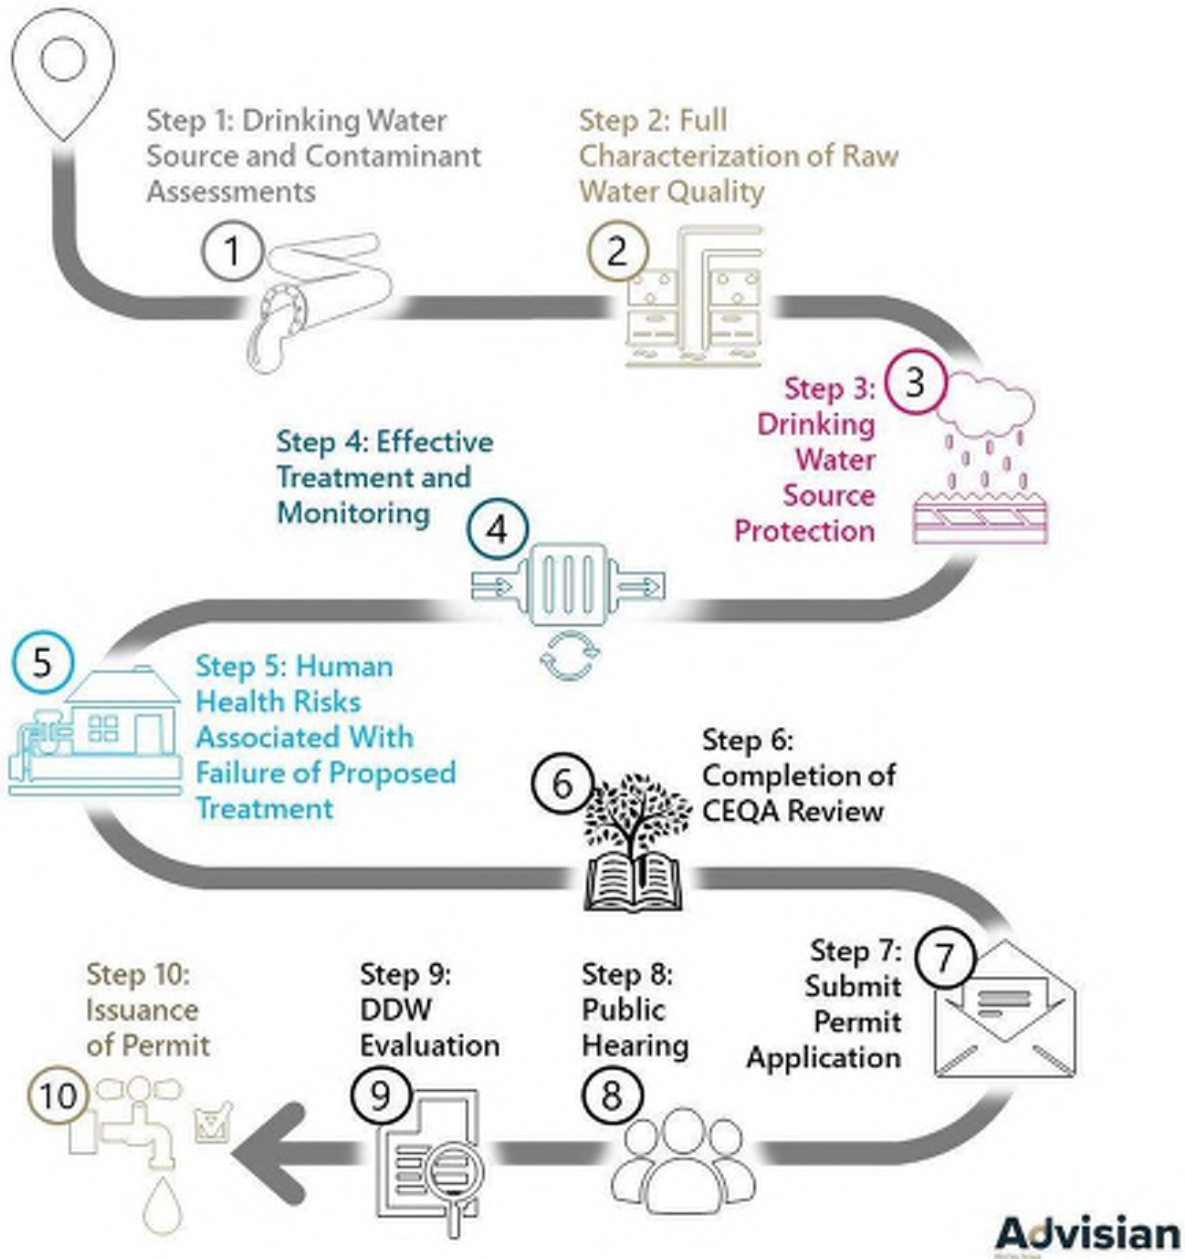 Step 1: Drinking Water
Source and Contaminant
Assessments
1
Step 2: Full
Characterization of Raw
Water Quality
2
Step 3:
Drinking
Water
Source
Protection
3
Step 4: Effective
Treatment and
Monitoring
4
5
Step 5: Human
Health Risks
Associated With
Failure of Proposed
Treatment
6
Step 6:
Completion of
CEQA Review
Step 7:
Submit
Permit
Application
7
Step 8:
Public
Hearing
8
Step 9:
DDW
Evaluation
9
Step 10:
Issuance
of Permit
10
Advisian